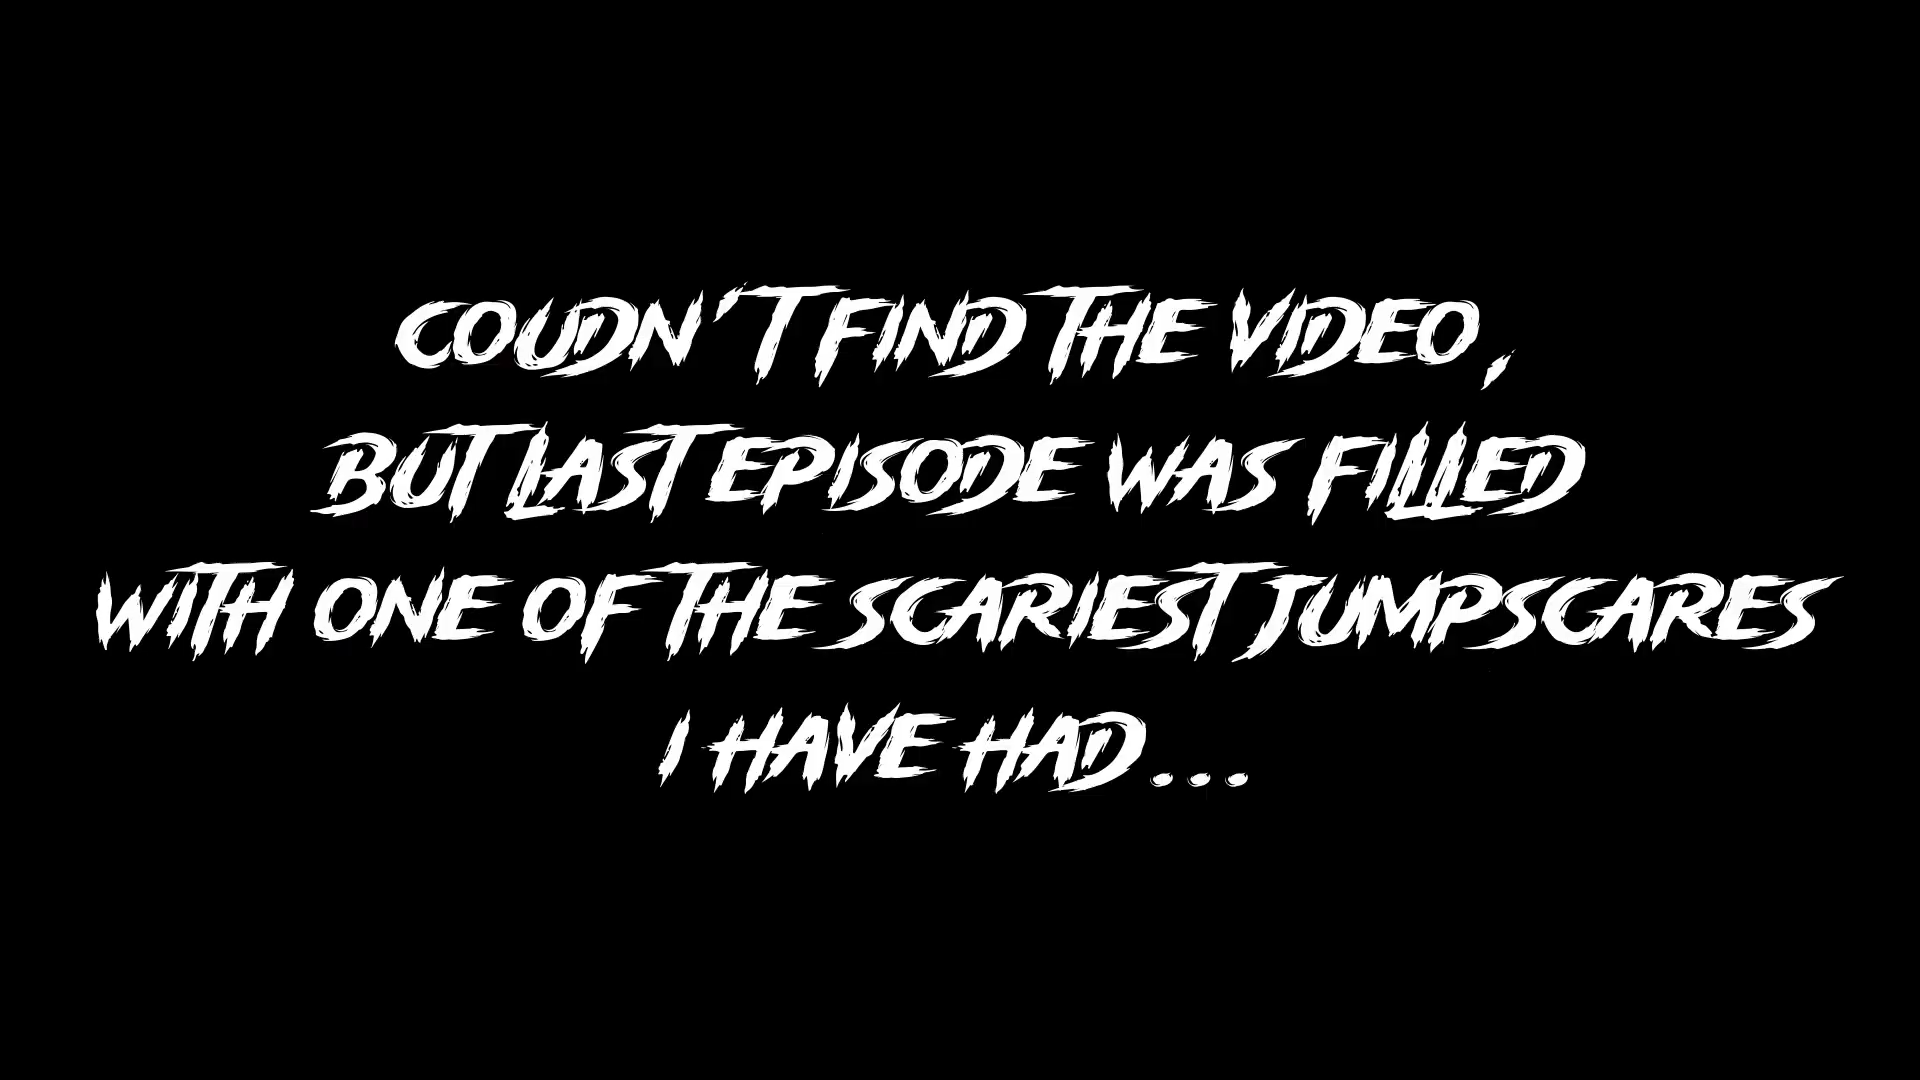 COUDN'T FIND THE VIDEO,
BUT LAST EPISODE WAS FILLED
WITH ONE OF THE SCARIEST JUMPSCARES
I HAVE HAD...